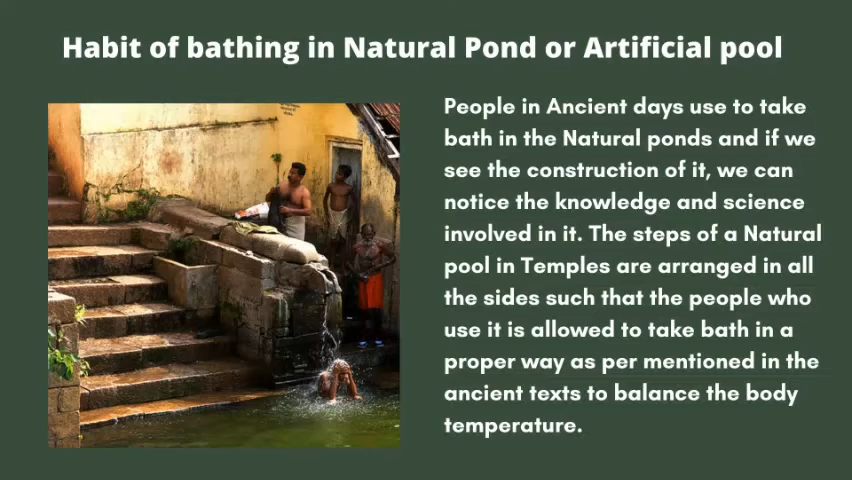 Habit of bathing in Natural Pond or Artificial pool
People in Ancient days use to take
bath in the Natural ponds and if we
see the construction of it, we can
notice the knowledge and science
involved in it. The steps of a Natural
pool in Temples are arranged in all
the sides such that the people who
use it is allowed to take bath in a
proper way as per mentioned in the
ancient texts to balance the body
temperature.